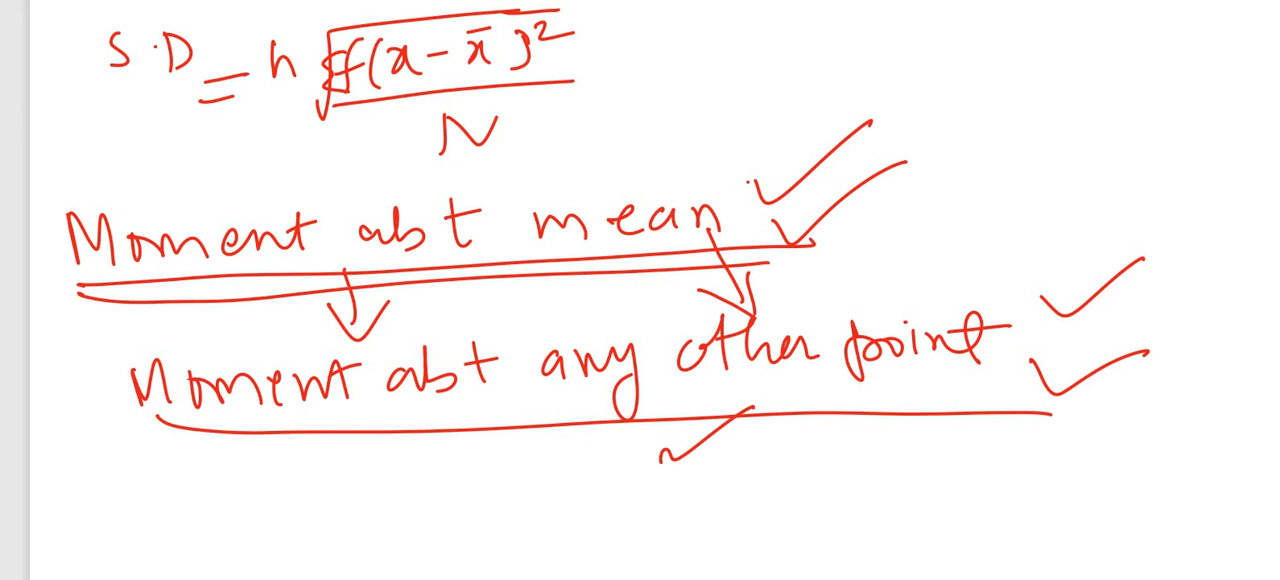 S.D = h √Σf(x - x̄)²
N
Moment abt mean
Moment abt any other point